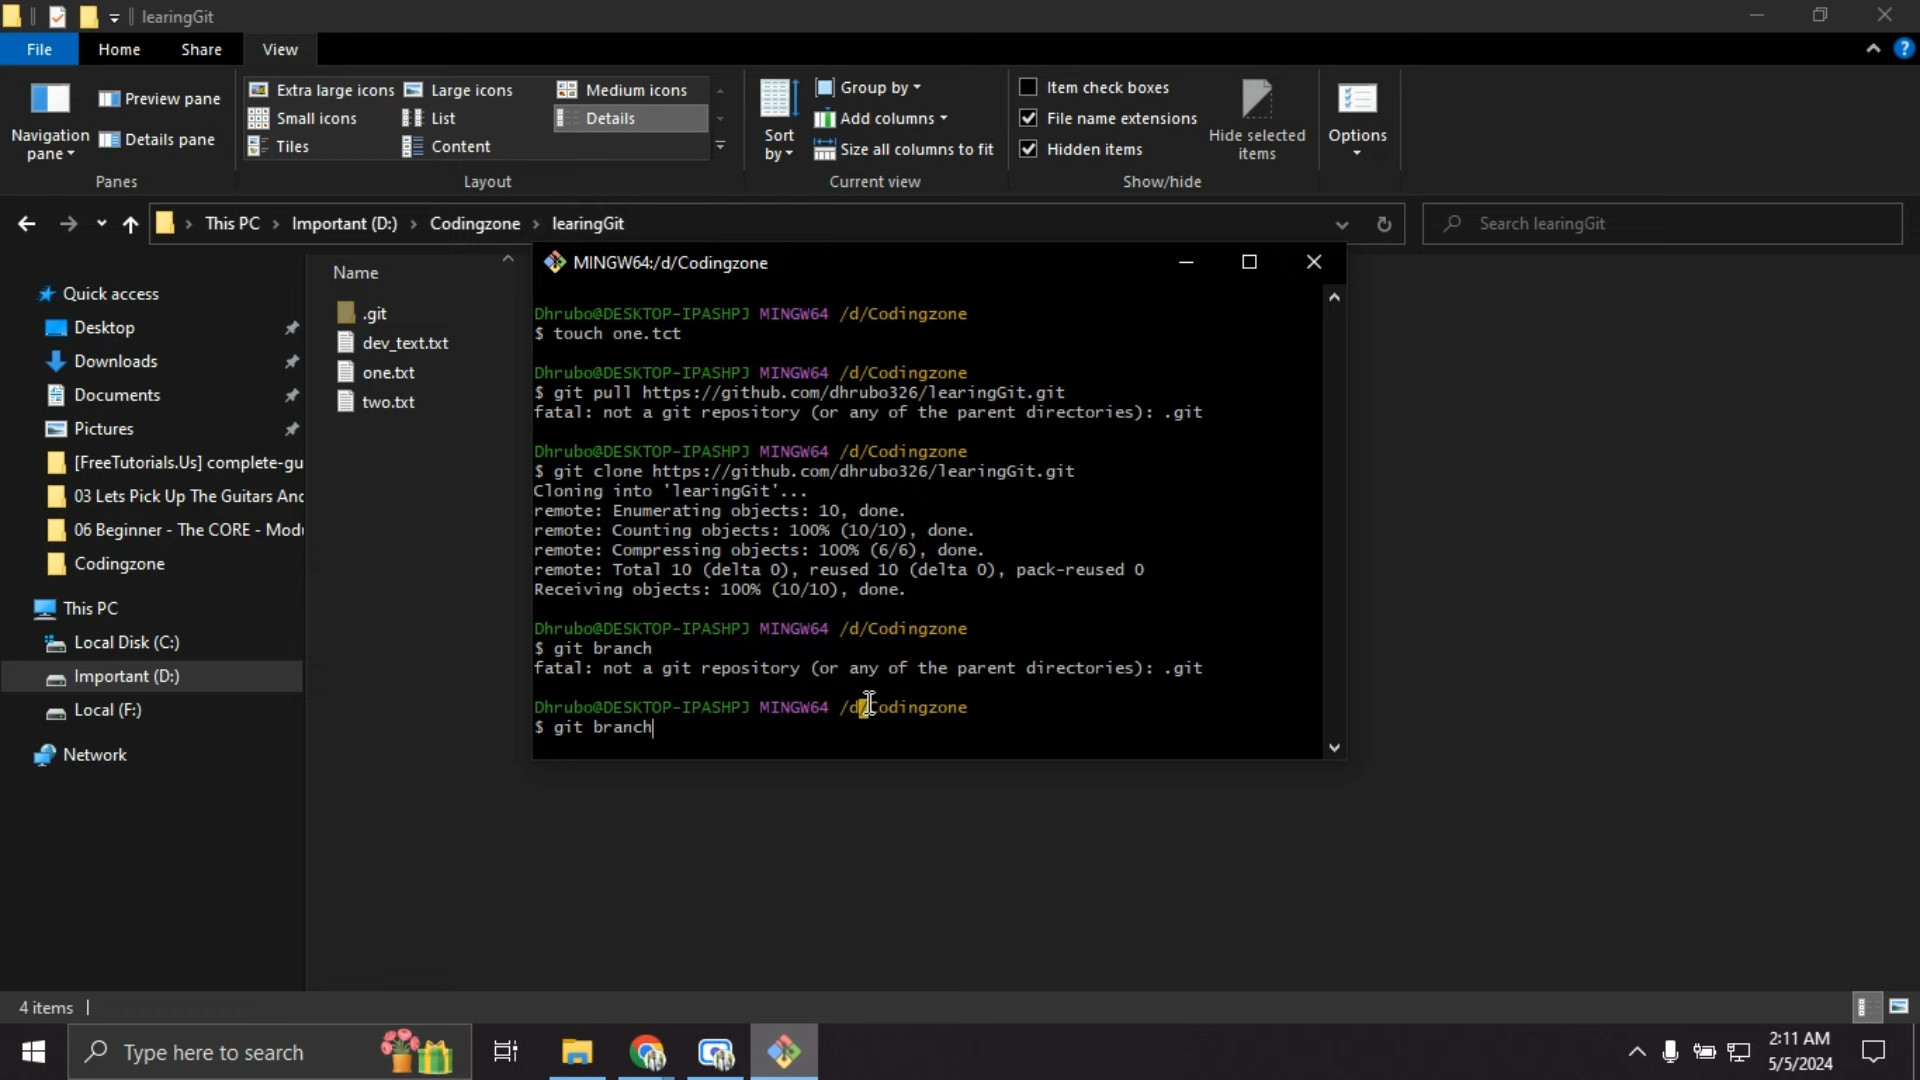 learingGit
File
Home
Share
View
Navigation pane
Preview pane
Details pane
Panes
Extra large icons
Large icons
Medium icons
Small icons
List
Details
Tiles
Content
Layout
Sort by
Group by
Add columns
Size all columns to fit
Current view
Item check boxes
File name extensions
Hidden items
Hide selected items
Show/hide
Options
This PC
Important (D:)
Codingzone
learingGit
Search learingGit
Quick access
Desktop
Downloads
Documents
Pictures
[FreeTutorials.Us] complete-gu
03 Lets Pick Up The Guitars And
06 Beginner - The CORE - Modu
Codingzone
This PC
Local Disk (C:)
Important (D:)
Local (F:)
Network
Name
.git
dev_text.txt
one.txt
two.txt
MINGW64:/d/Codingzone
Dhrubo@DESKTOP-IPASHPJ MINGW64 /d/Codingzone
$ touch one.tct
Dhrubo@DESKTOP-IPASHPJ MINGW64 /d/Codingzone
$ git pull https://github.com/dhrubo326/learingGit.git
fatal: not a git repository (or any of the parent directories): .git
Dhrubo@DESKTOP-IPASHPJ MINGW64 /d/Codingzone
$ git clone https://github.com/dhrubo326/learingGit.git
Cloning into 'learingGit'...
remote: Enumerating objects: 10, done.
remote: Counting objects: 100% (10/10), done.
remote: Compressing objects: 100% (6/6), done.
remote: Total 10 (delta 0), reused 10 (delta 0), pack-reused 0
Receiving objects: 100% (10/10), done.
Dhrubo@DESKTOP-IPASHPJ MINGW64 /d/Codingzone
$ git branch
fatal: not a git repository (or any of the parent directories): .git
Dhrubo@DESKTOP-IPASHPJ MINGW64 /d/Codingzone
$ git branch
4 items
Type here to search
2:11 AM
5/5/2024